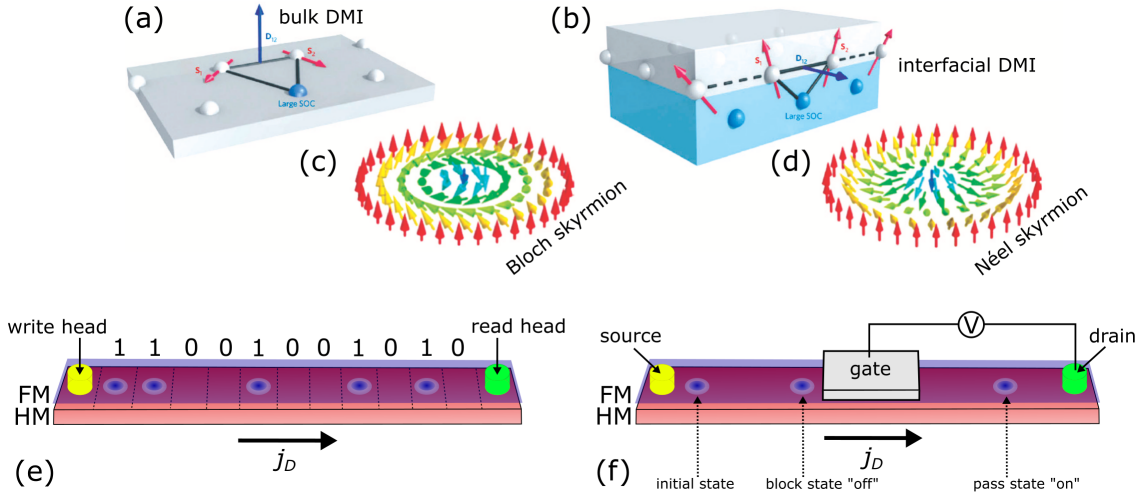 (a)
bulk DMI
D12
S1
S2
Large SOC
(b)
interfacial DMI
S1
D12
S2
Large SOC
(c)
Bloch skyrmion
(d)
Néel skyrmion
write head
read head
1 1 0 0 1 0 0 1 0 1 0
FM
HM
jD
(e)
source
gate
V
drain
FM
HM
jD
(f)
initial state
block state "off"
pass state "on"